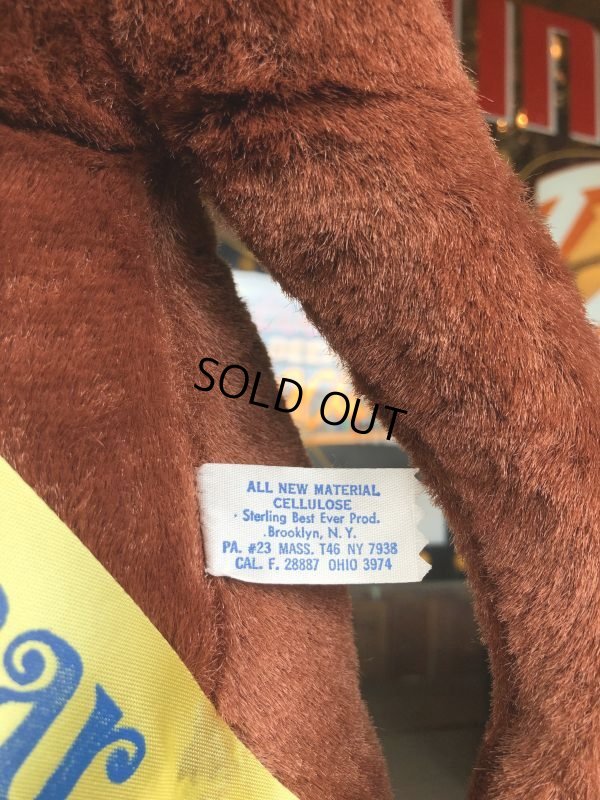 SOLD OUT
ALL NEW MATERIAL
CELLULOSE
Sterling Best Ever Prod.
Brooklyn, N. Y.
PA. #23 MASS. T46 NY 7938
CAL. F. 28887 OHIO 3974
ar